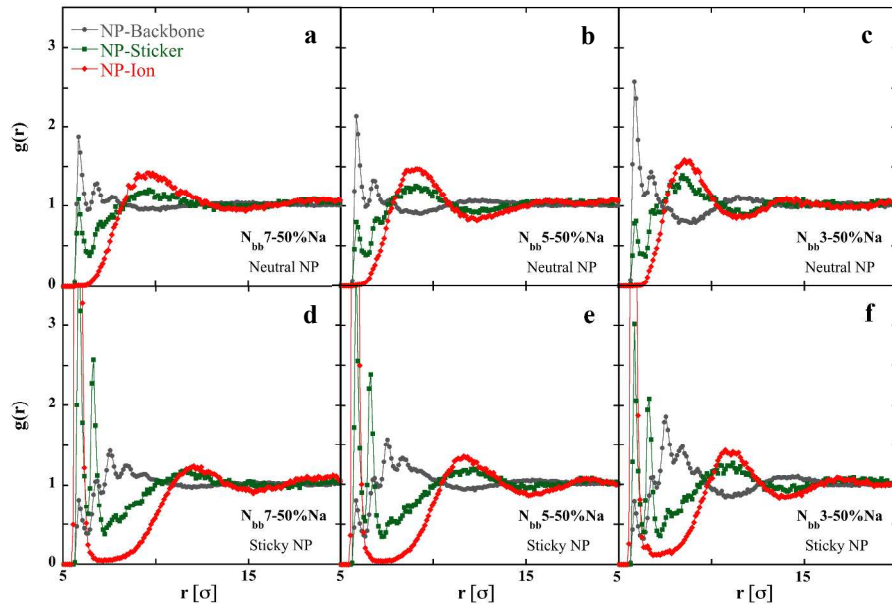 NP-Backbone
NP-Sticker
NP-Ion
a
b
c
3
2
1
0
g(r)
N_bb7-50%Na
Neutral NP
N_bb5-50%Na
Neutral NP
N_bb3-50%Na
Neutral NP
d
e
f
3
2
1
0
g(r)
N_bb7-50%Na
Sticky NP
N_bb5-50%Na
Sticky NP
N_bb3-50%Na
Sticky NP
5
15
5
15
5
15
r [σ]
r [σ]
r [σ]